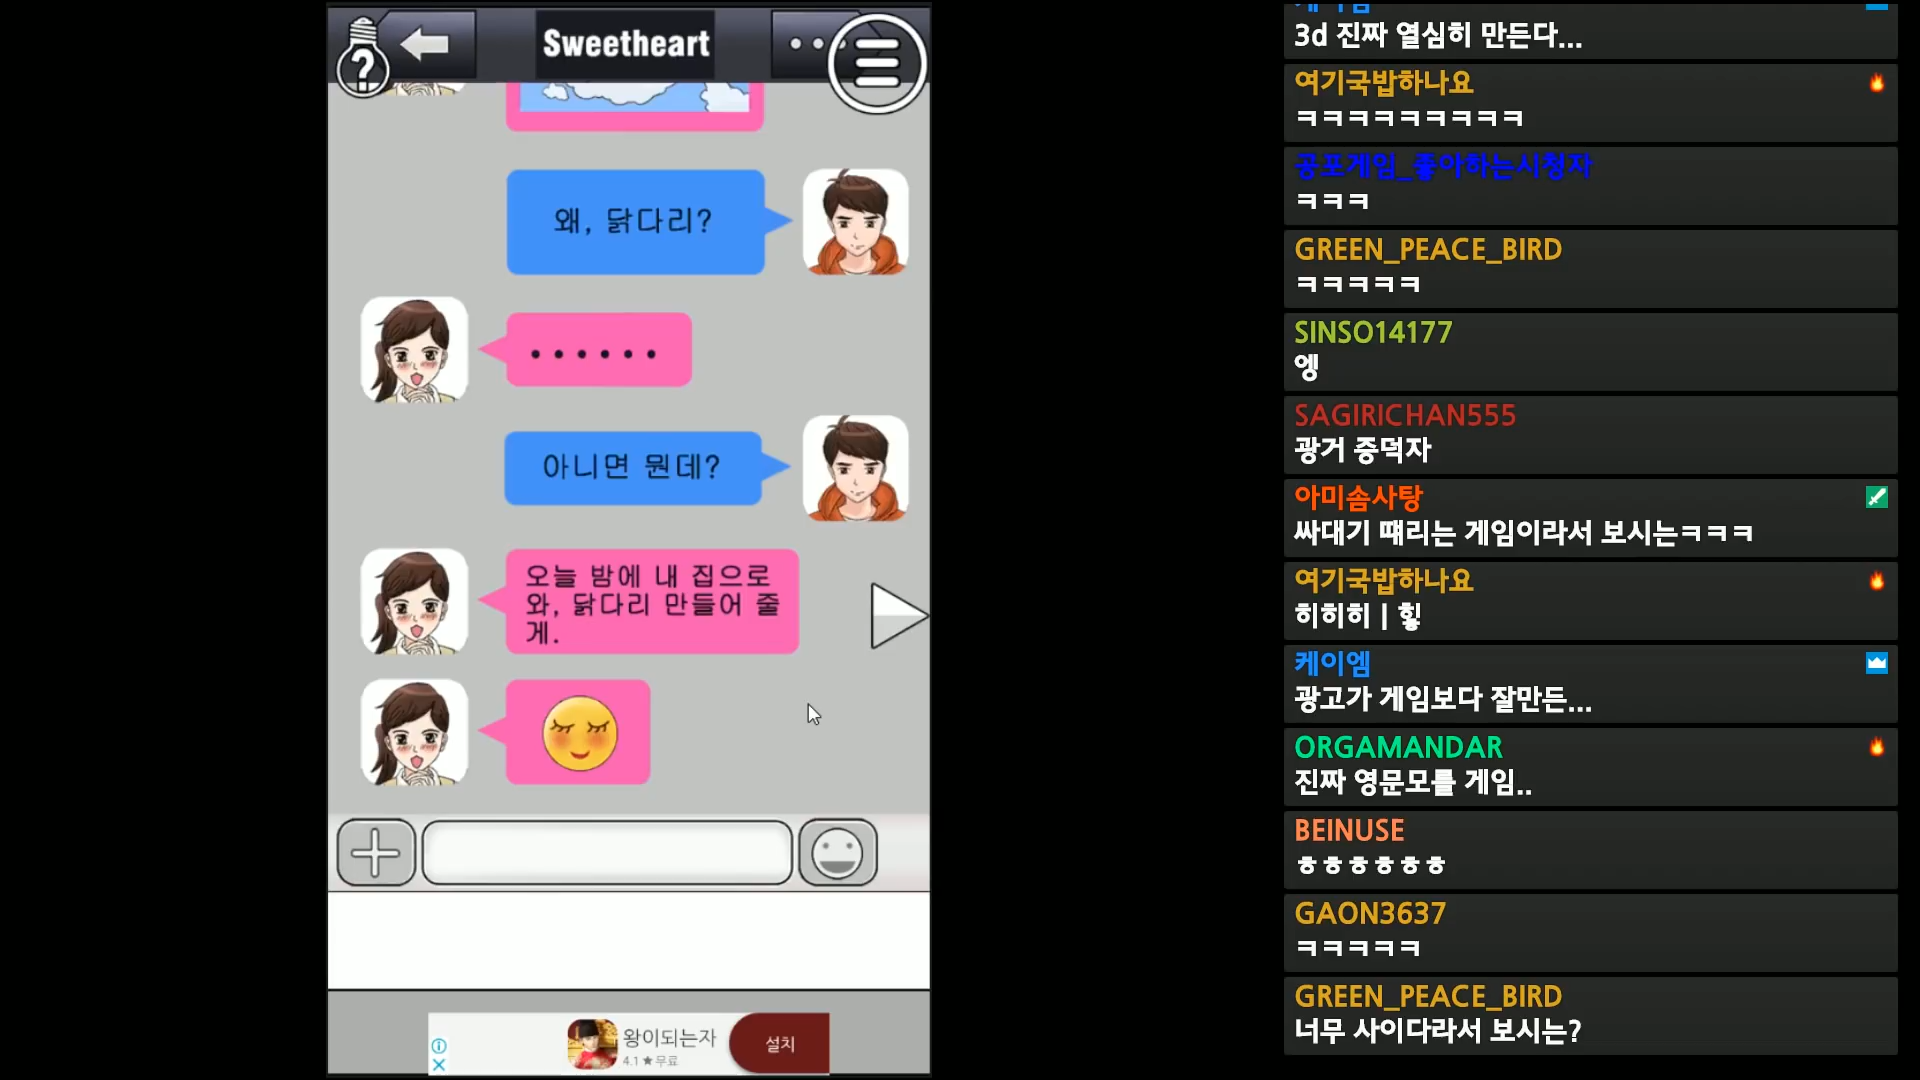 Sweetheart
왜, 닭다리?
......
아니면 뭔데?
오늘 밤에 내 집으로
와, 닭다리 만들어 줄
게.
왕이되는자
4.1 ★ 무료
설치
3d 진짜 열심히 만든다...
여기국밥하나요
ㅋㅋㅋㅋㅋㅋㅋㅋㅋ
공포게임_좋아하는시청자
ㅋㅋㅋ
GREEN_PEACE_BIRD
ㅋㅋㅋㅋㅋ
SINSO14177
엥
SAGIRICHAN555
광거 중덕자
아미솜사탕
싸대기 떄리는 게임이라서 보시는ㅋㅋㅋ
여기국밥하나요
히히히 | 힣
케이엠
광고가 게임보다 잘만든...
ORGAMANDAR
진짜 영문모를 게임..
BEINUSE
ㅎㅎㅎㅎㅎㅎ
GAON3637
ㅋㅋㅋㅋㅋ
GREEN_PEACE_BIRD
너무 사이다라서 보시는?